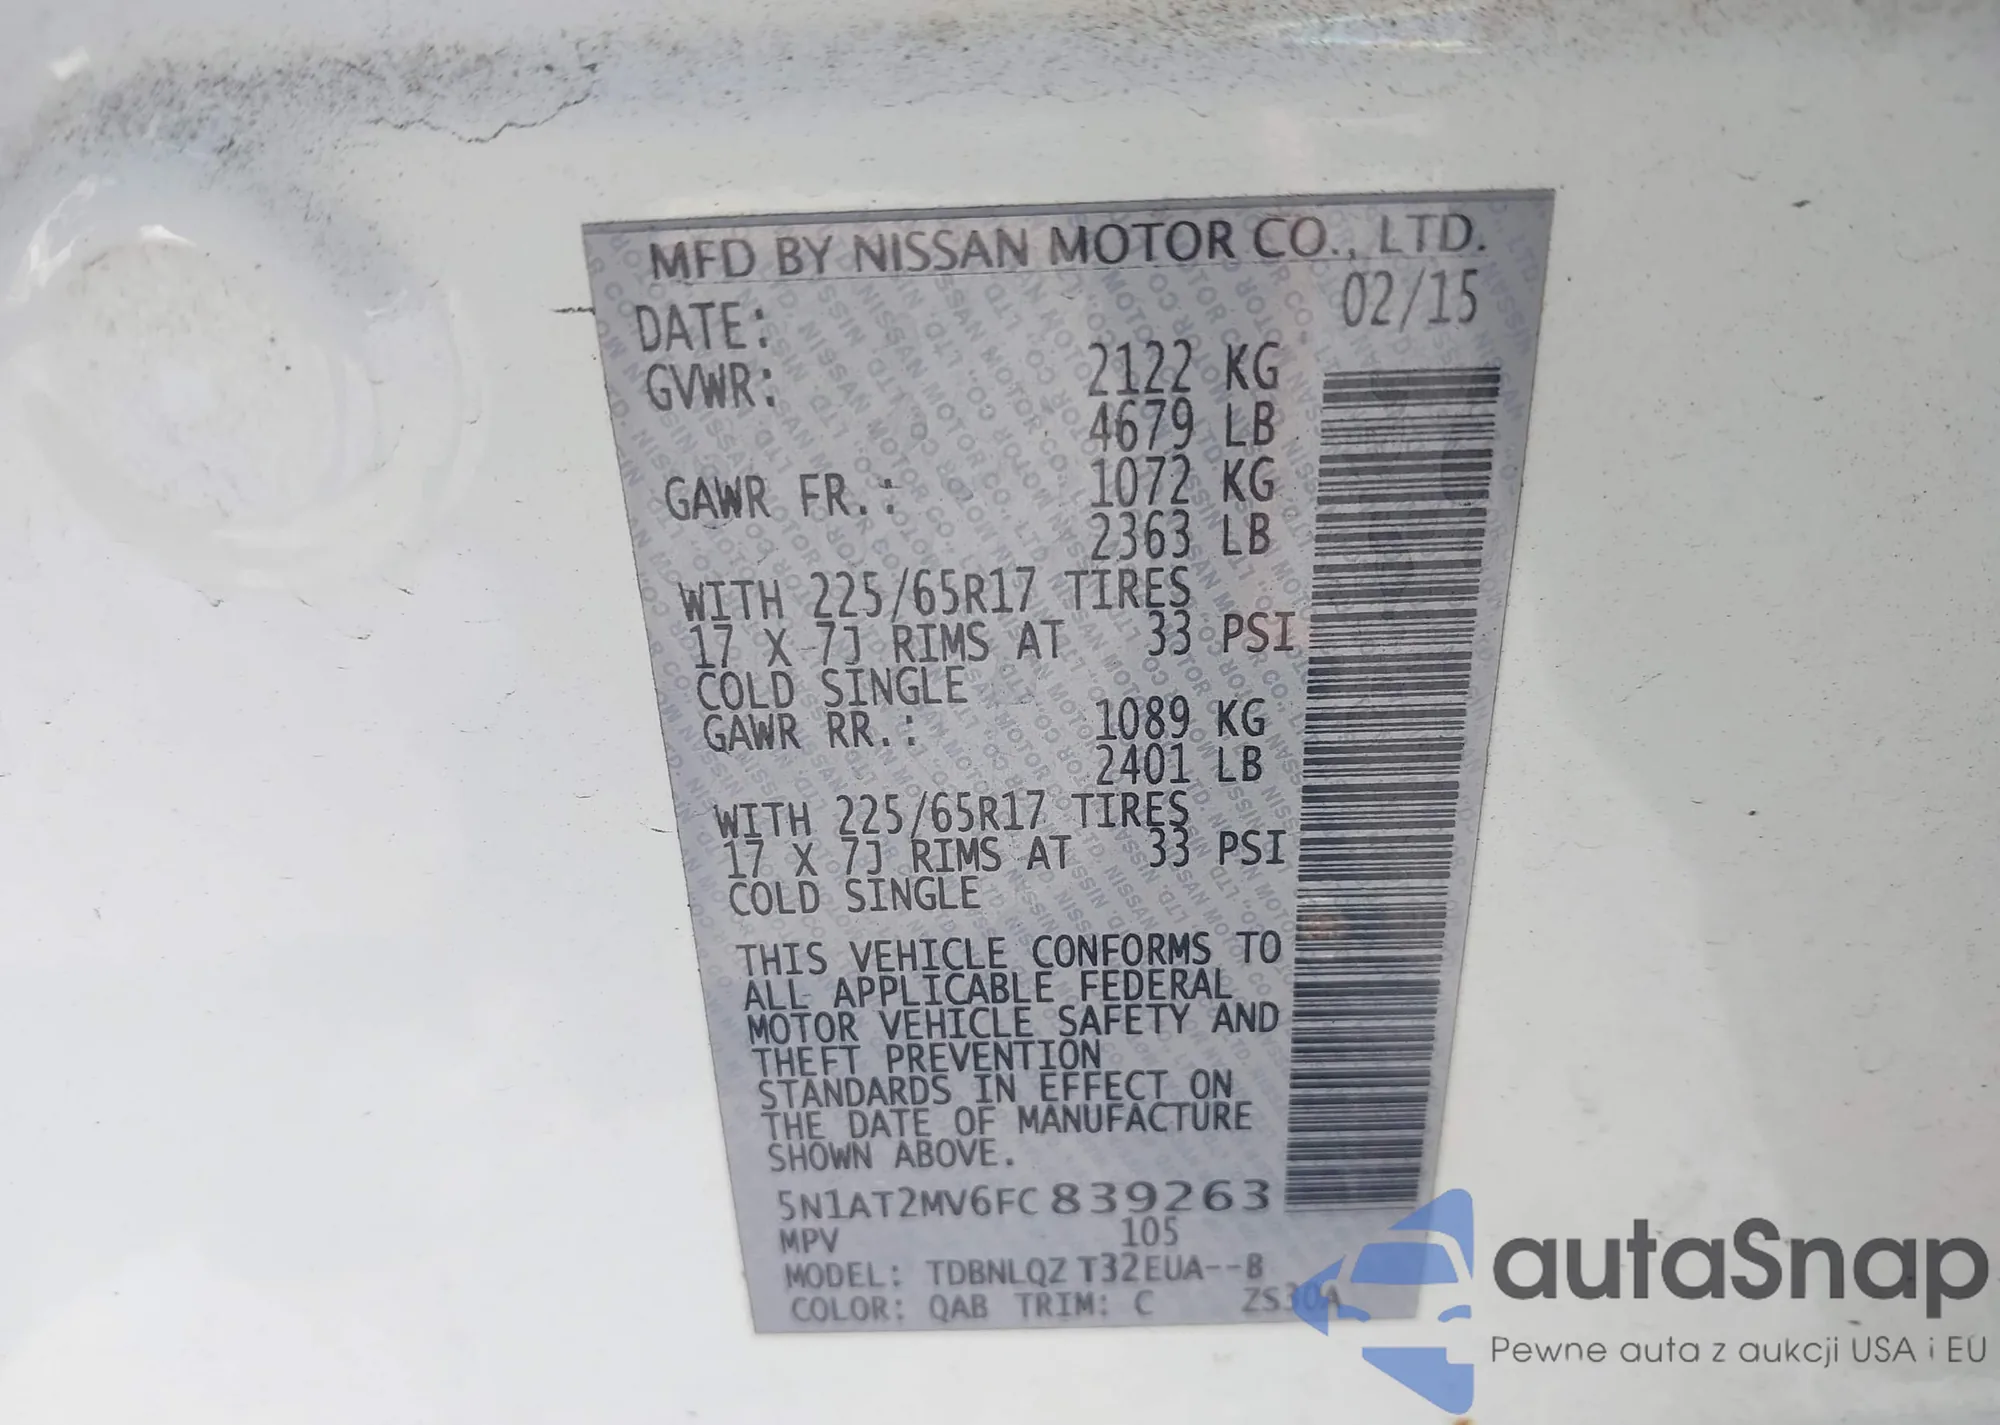 MFD BY NISSAN MOTOR CO., LTD.
DATE: 02/15
GVWR: 2122 KG
4679 LB
GAWR FR.: 1072 KG
2363 LB
WITH 225/65R17 TIRES
17 X 7J RIMS AT 33 PSI
COLD SINGLE
GAWR RR.: 1089 KG
2401 LB
WITH 225/65R17 TIRES
17 X 7J RIMS AT 33 PSI
COLD SINGLE
THIS VEHICLE CONFORMS TO
ALL APPLICABLE FEDERAL
MOTOR VEHICLE SAFETY AND
THEFT PREVENTION
STANDARDS IN EFFECT ON
THE DATE OF MANUFACTURE
SHOWN ABOVE.
5N1AT2MV6FC839263
MPV 105
MODEL: TDBNLQZ T32EUA--B
COLOR: QAB TRIM: C ZS30A
autaSnap
Pewne auta z aukcji USA i EU